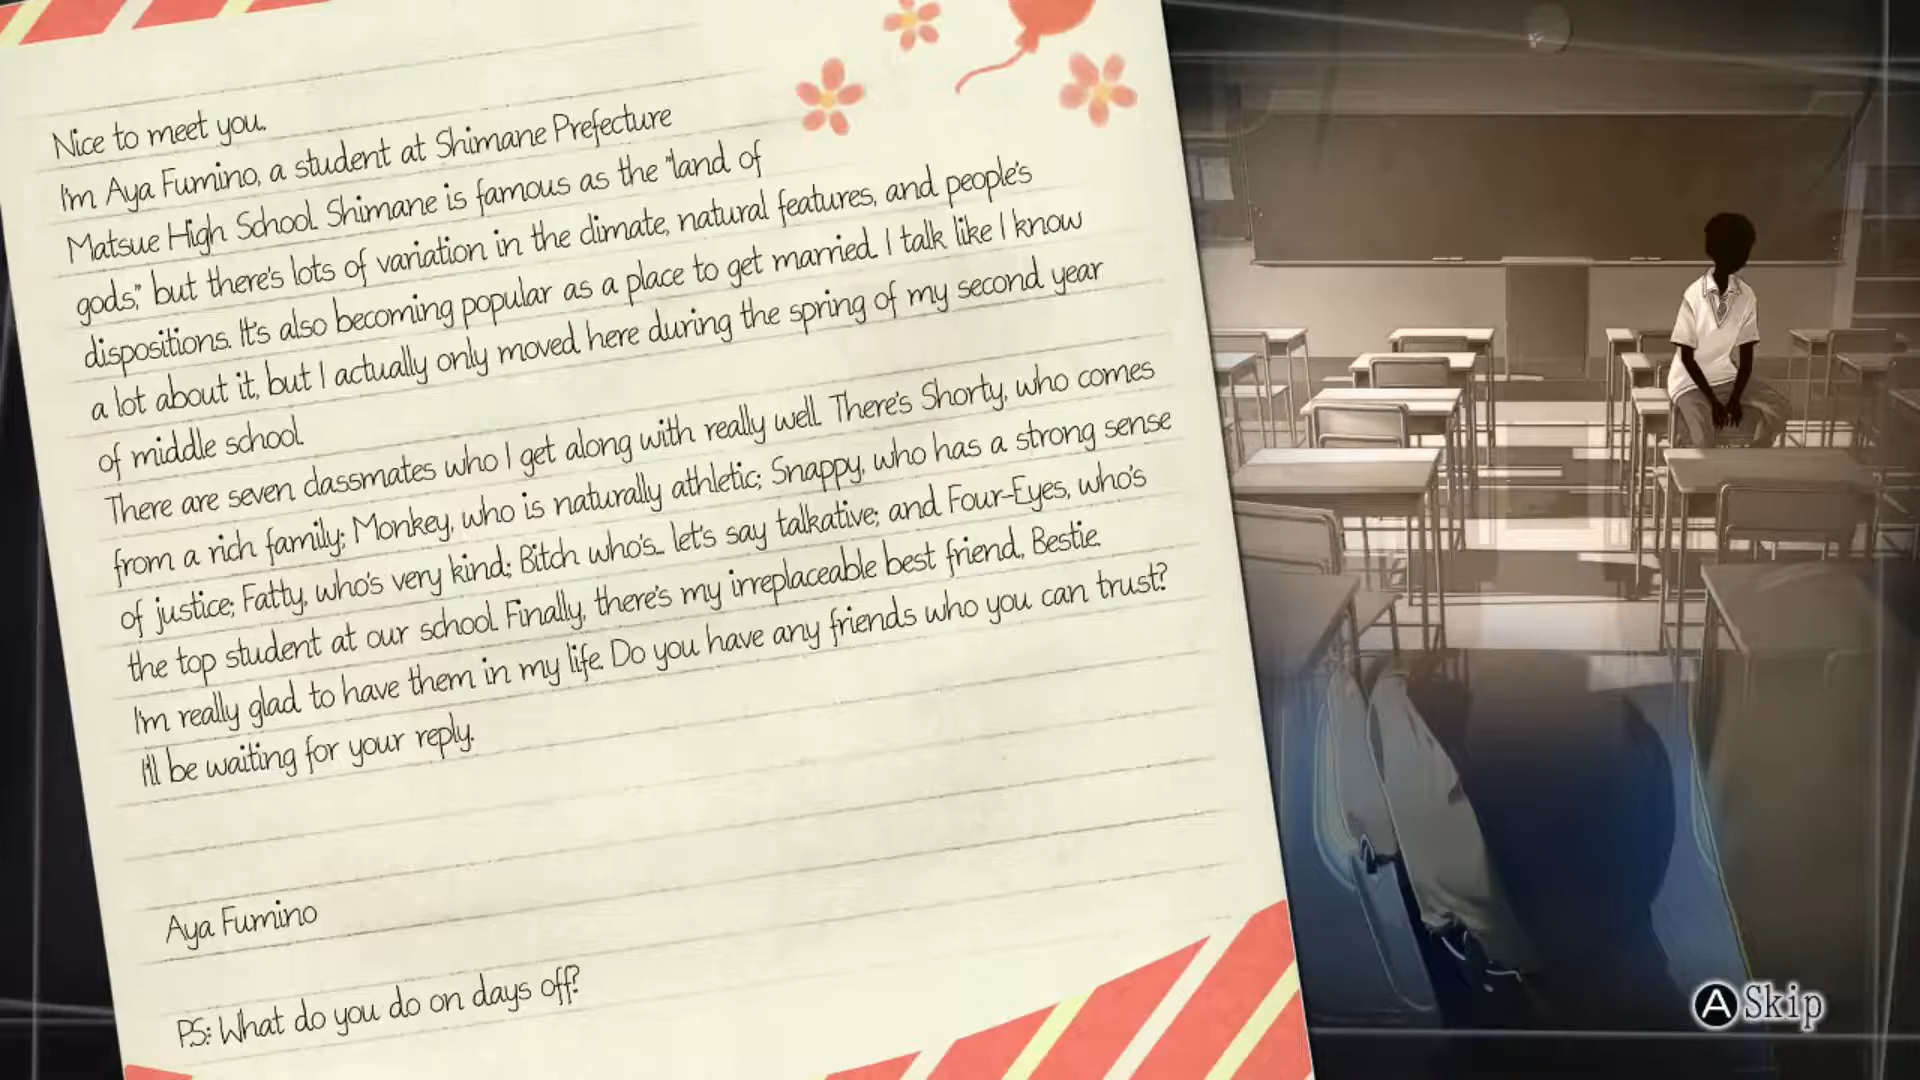 Nice to meet you.
I'm Aya Fumino, a student at Shimane Prefecture
Matsue High School. Shimane is famous as the "land of
gods," but there's lots of variation in the climate, natural features, and people's
dispositions. It's also becoming popular as a place to get married. I talk like I know
a lot about it, but I actually only moved here during the spring of my second year
of middle school.
There are seven classmates who I get along with really well. There's Shorty, who comes
from a rich family; Monkey, who is naturally athletic; Snappy, who has a strong sense
of justice; Fatty, who's very kind; Bitch who's... let's say talkative; and Four-Eyes, who's
the top student at our school. Finally, there's my irreplaceable best friend, Bestie.
I'm really glad to have them in my life. Do you have any friends who you can trust?
I'll be waiting for your reply.
Aya Fumino
P.S.: What do you do on days off?
A Skip